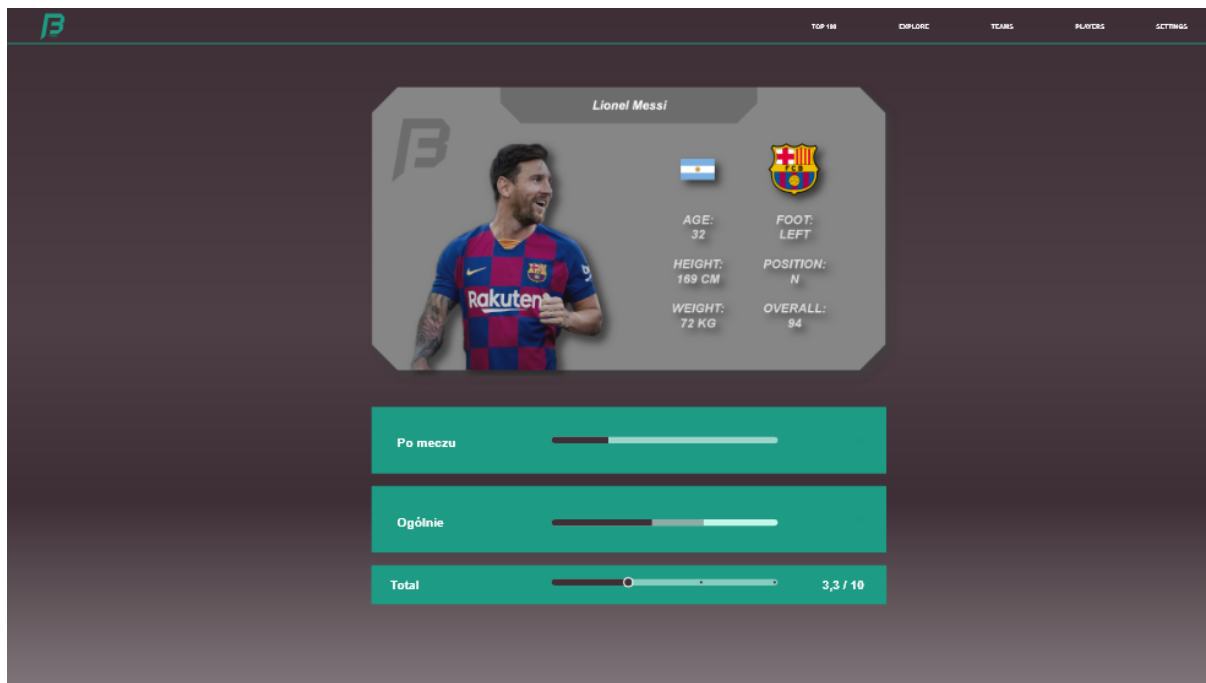 TOP 100
EXPLORE
TEAMS
PLAYERS
SETTINGS
Lionel Messi
FCB
AGE:
32
FOOT:
LEFT
HEIGHT:
169 CM
POSITION:
N
WEIGHT:
72 KG
OVERALL:
94
Rakuten
Po meczu
Ogólnie
Total
3,3 / 10